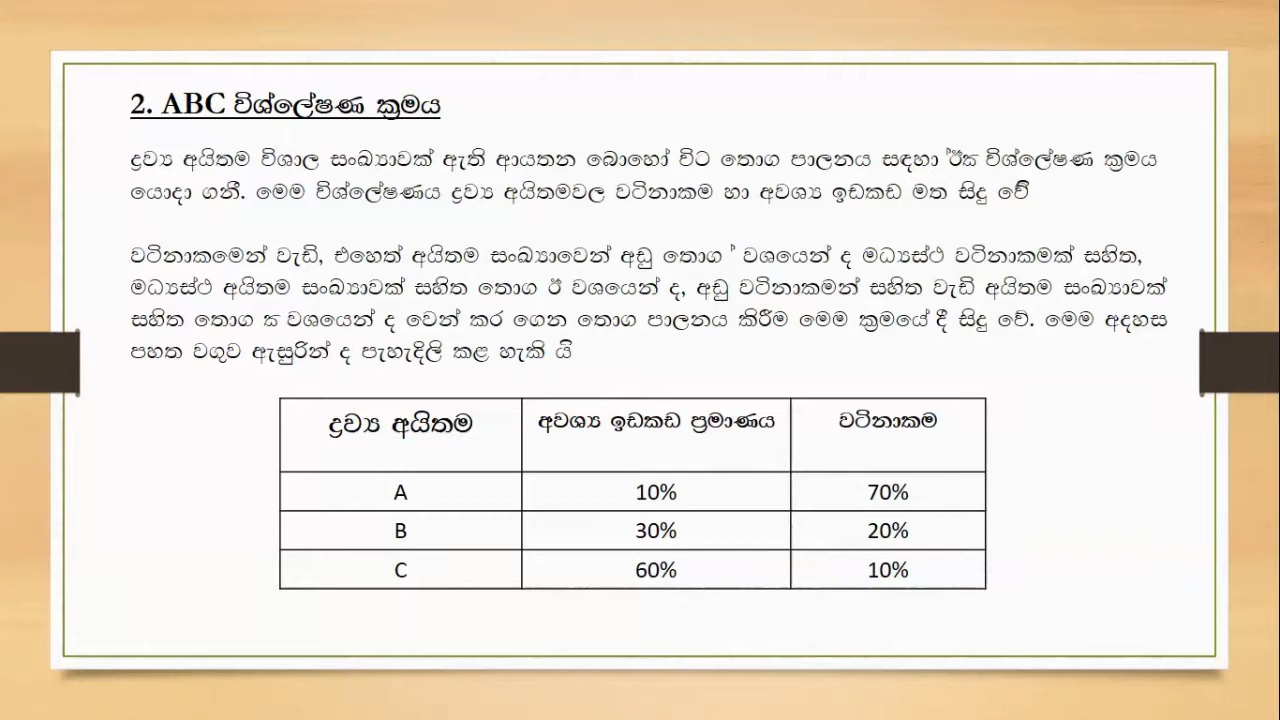 2. ABC විශ්ලේෂණ ක්‍රමය
ද්‍රව්‍ය අයිතම විශාල සංඛ්‍යාවක් ඇති ආයතන බොහෝ විට තොග පාලනය සඳහා ්ඊක විශ්ලේෂණ ක්‍රමය
යොදා ගනී. මෙම විශ්ලේෂණය ද්‍රව්‍ය අයිතමවල වටිනාකම හා අවශ්‍ය ඉඩකඩ මත සිදු වේ
වටිනාකමෙන් වැඩි, එහෙත් අයිතම සංඛ්‍යාවෙන් අඩු තොග ් වශයෙන් ද මධ්‍යස්ථ වටිනාකමක් සහිත,
මධ්‍යස්ථ අයිතම සංඛ්‍යාවක් සහිත තොග ඊ වශයෙන් ද, අඩු වටිනාකමන් සහිත වැඩි අයිතම සංඛ්‍යාවක්
සහිත තොග ක වශයෙන් ද වෙන් කර ගෙන තොග පාලනය කිරීම මෙම ක්‍රමයේ දී සිදු වේ. මෙම අදහස
පහත වගුව ඇසුරින් ද පැහැදිලි කළ හැකි යි
ද්‍රව්‍ය අයිතම අවශ්‍ය ඉඩකඩ ප්‍රමාණය වටිනාකම
A 10% 70%
B 30% 20%
C 60% 10%